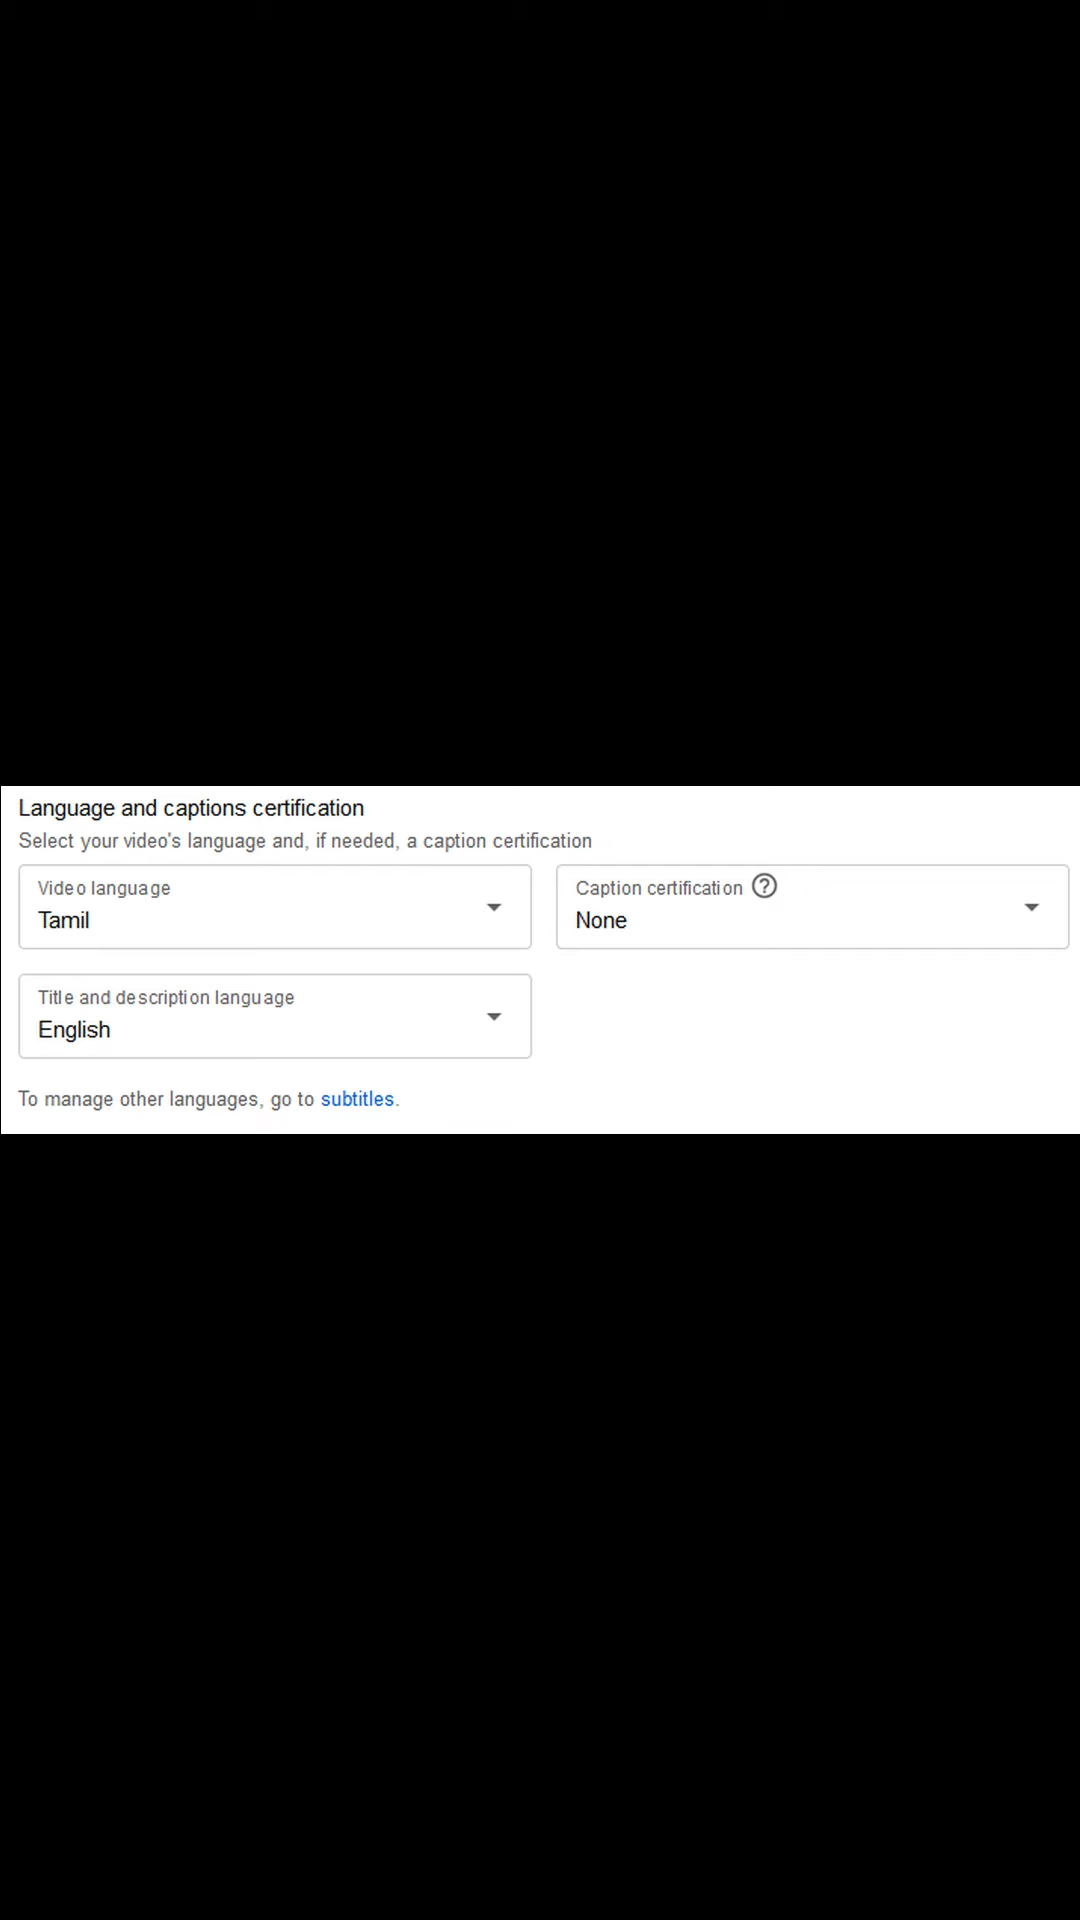 Language and captions certification
Select your video's language and, if needed, a caption certification
Video language
Tamil
Caption certification
None
Title and description language
English
To manage other languages, go to subtitles.